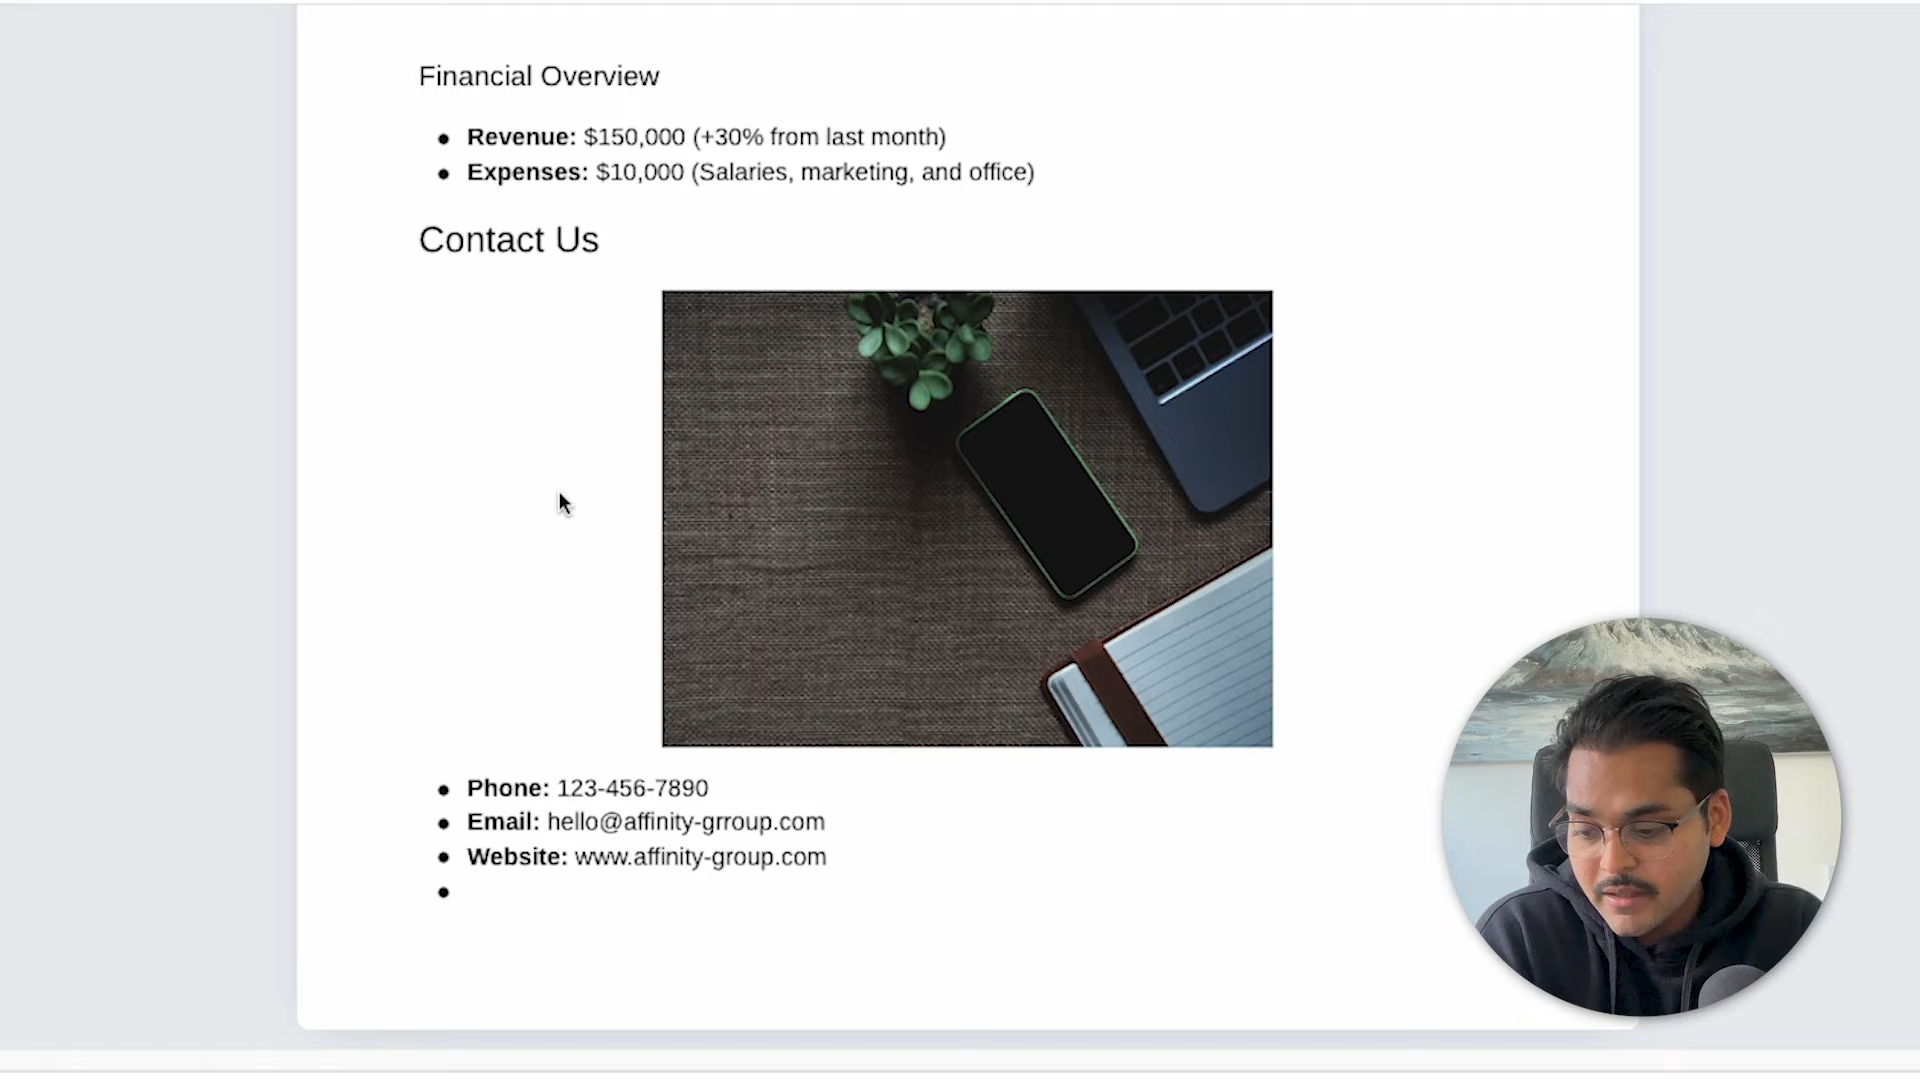 Financial Overview
● Revenue: $150,000 (+30% from last month)
● Expenses: $10,000 (Salaries, marketing, and office)
Contact Us
● Phone: 123-456-7890
● Email: hello@affinity-grroup.com
● Website: www.affinity-group.com
●